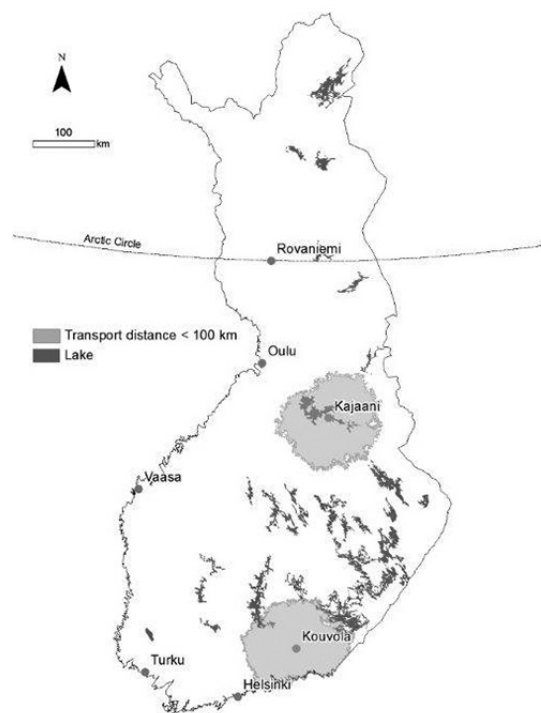 N
100
km
Arctic Circle
Rovaniemi
Transport distance < 100 km
Lake
Oulu
Kajaani
Vaasa
Kouvola
Turku
Helsinki